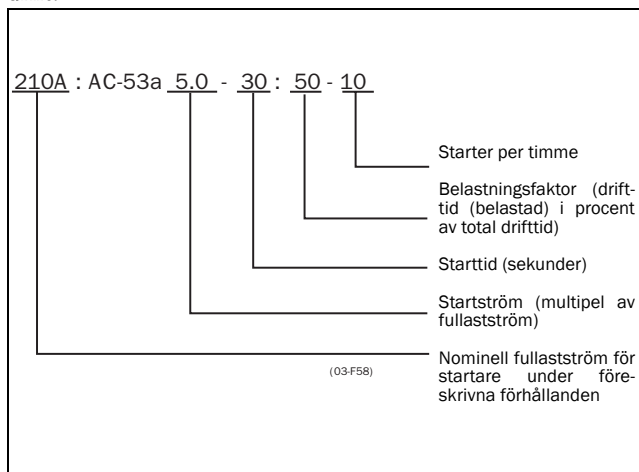 210A : AC-53a 5.0 - 30 : 50 - 10
Starter per timme
Belastningsfaktor (drift-
tid (belastad) i procent
av total drifttid)
Starttid (sekunder)
Startström (multipel av
fullastström)
Nominell fullastström för
startare under före-
skrivna förhållanden
(03-F58)